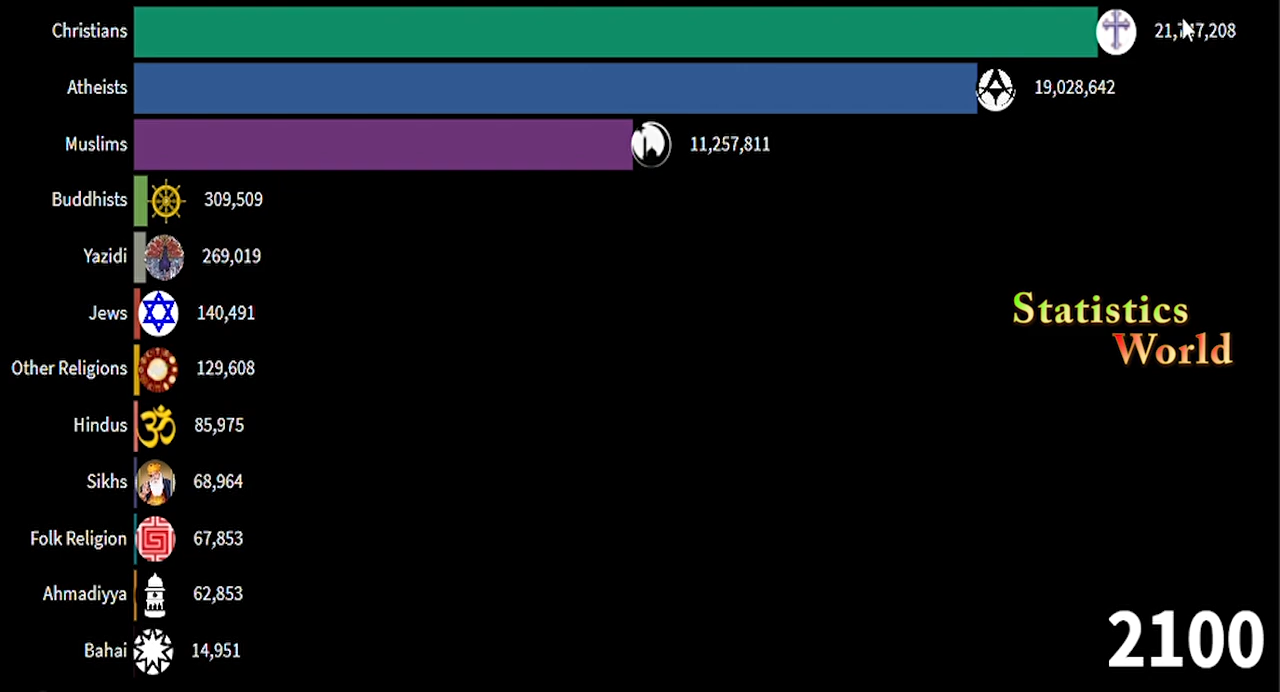 Christians
Atheists 19,028,642
Muslims 11,257,811
Buddhists 309,509
Yazidi 269,019
Jews 140,491
Statistics
World
Other Religions 129,608
Hindus 85,975
Sikhs 68,964
Folk Religion 67,853
Ahmadiyya 62,853
Bahai 14,951
2100